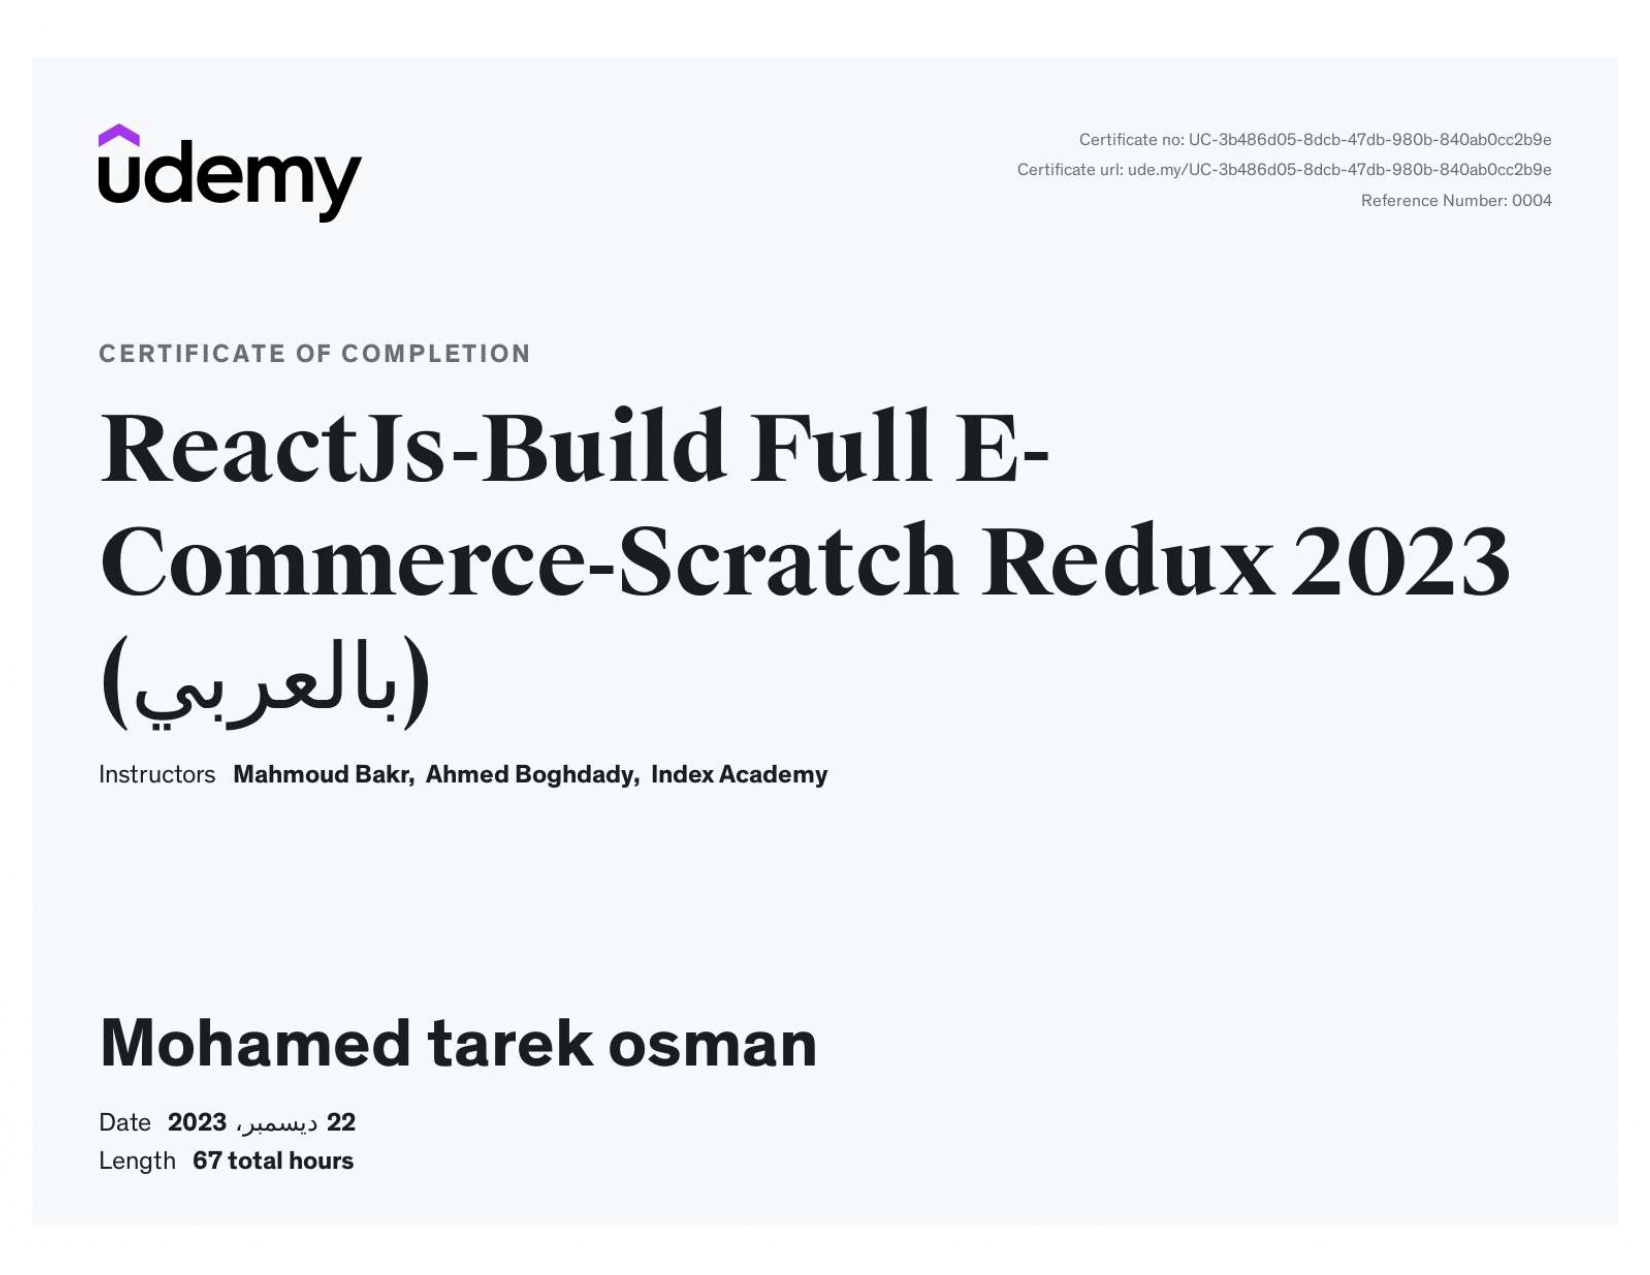 udemy
Certificate no: UC-3b486d05-8dcb-47db-980b-840ab0cc2b9e
Certificate url: ude.my/UC-3b486d05-8dcb-47db-980b-840ab0cc2b9e
Reference Number: 0004
CERTIFICATE OF COMPLETION
ReactJs-Build Full E-
Commerce-Scratch Redux 2023
(بالعربي)
Instructors Mahmoud Bakr, Ahmed Boghdady, Index Academy
Mohamed tarek osman
Date 22 ديسمبر، 2023
Length 67 total hours